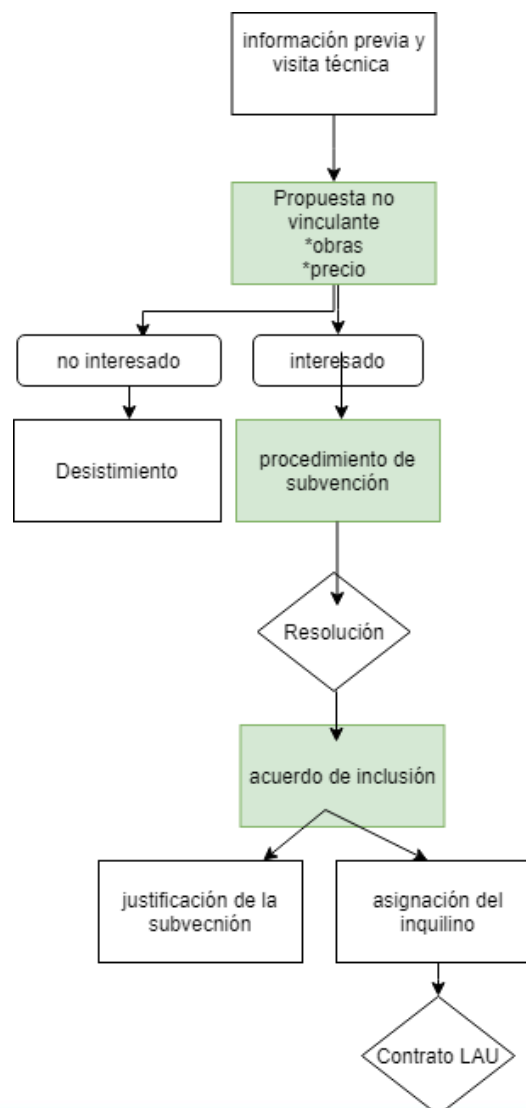 información previa y
visita técnica
Propuesta no
vinculante
*obras
*precio
no interesado
interesado
Desistimiento
procedimiento de
subvención
Resolución
acuerdo de inclusión
justificación de la
subvecnión
asignación del
inquilino
Contrato LAU